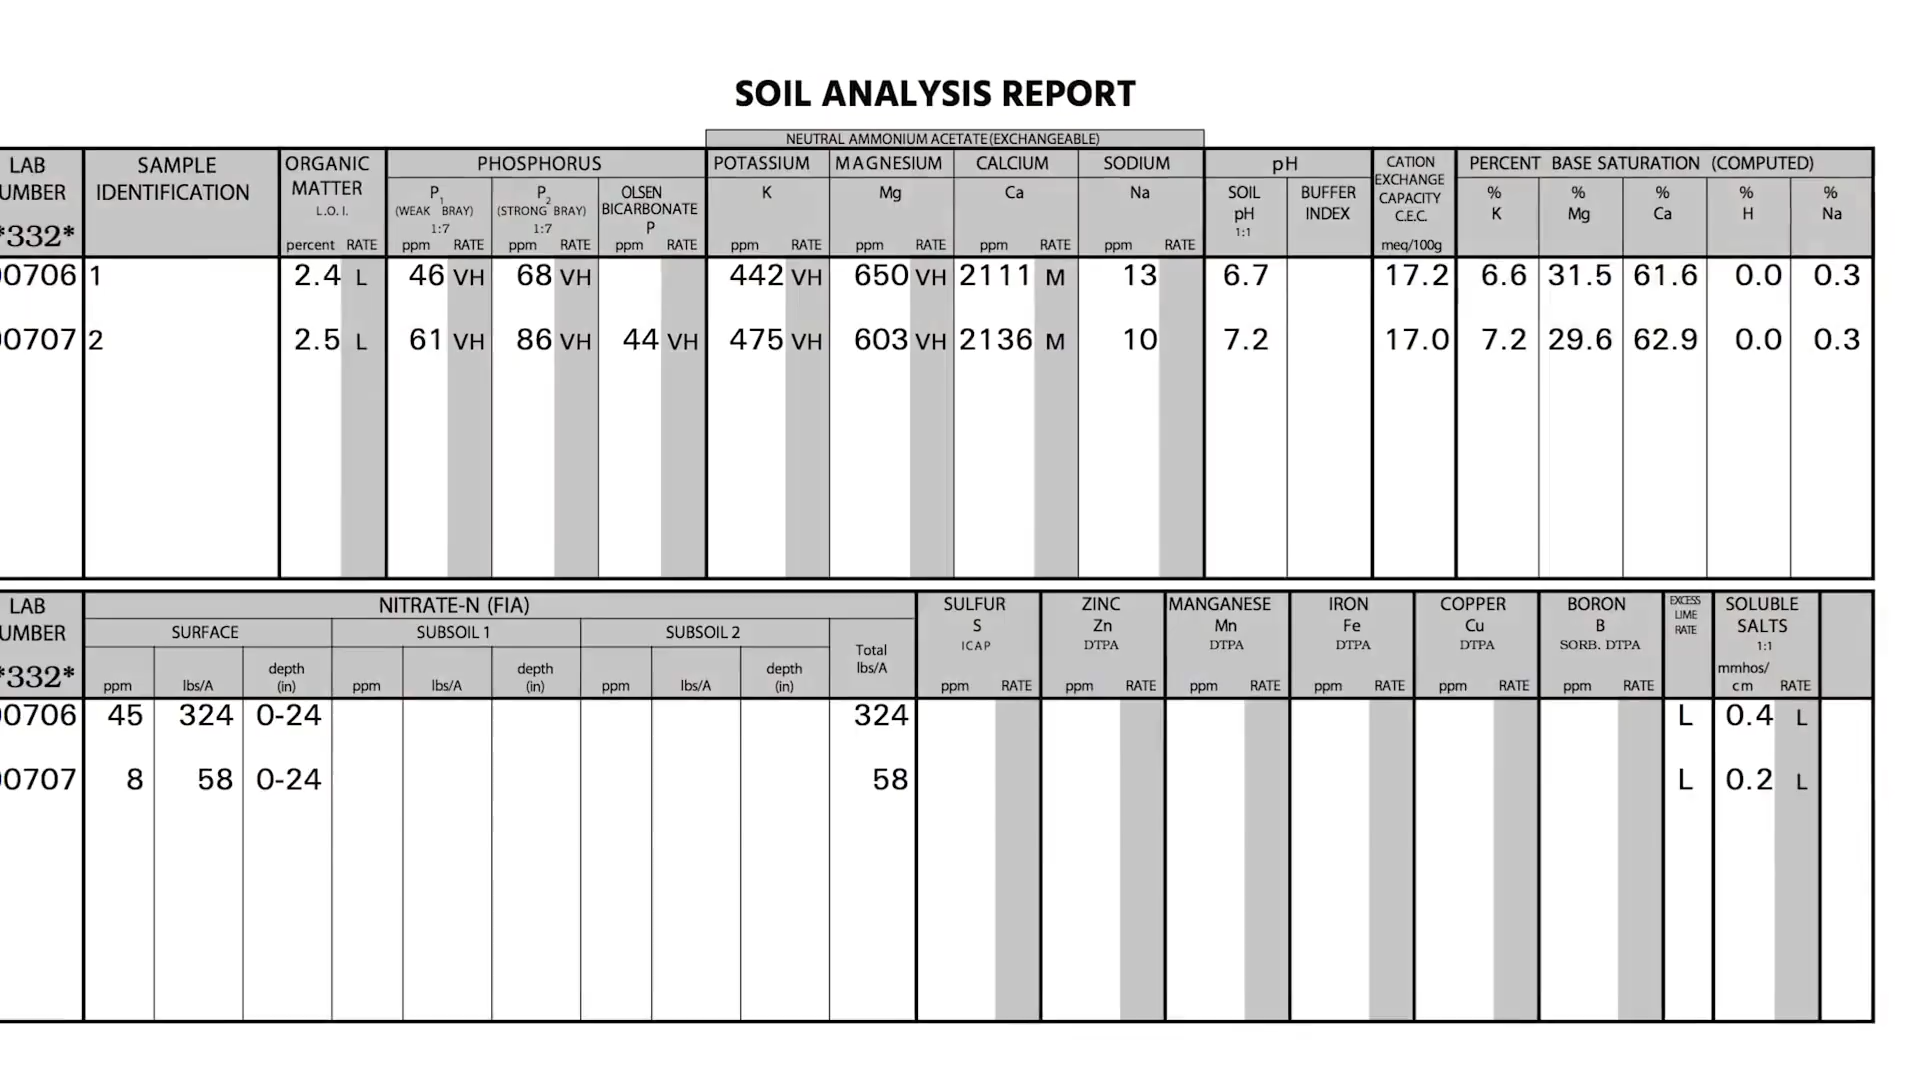 SOIL ANALYSIS REPORT
NEUTRAL AMMONIUM ACETATE (EXCHANGEABLE)
LAB SAMPLE ORGANIC PHOSPHORUS POTASSIUM MAGNESIUM CALCIUM SODIUM pH CATION PERCENT BASE SATURATION (COMPUTED)
UMBER IDENTIFICATION MATTER P1 P2 OLSEN K Mg Ca Na SOIL BUFFER EXCHANGE % % % % %
L.O.I. (WEAK BRAY) (STRONG BRAY) BICARBONATE pH INDEX CAPACITY K Mg Ca H Na
*332* 1:7 1:7 P 1:1 C.E.C.
percent RATE ppm RATE ppm RATE ppm RATE ppm RATE ppm RATE ppm RATE ppm RATE meq/100g
00706 1 2.4 L 46 VH 68 VH 442 VH 650 VH 2111 M 13 6.7 17.2 6.6 31.5 61.6 0.0 0.3
00707 2 2.5 L 61 VH 86 VH 44 VH 475 VH 603 VH 2136 M 10 7.2 17.0 7.2 29.6 62.9 0.0 0.3
LAB NITRATE-N (FIA) SULFUR ZINC MANGANESE IRON COPPER BORON EXCESS SOLUBLE
UMBER SURFACE SUBSOIL 1 SUBSOIL 2 Total S Zn Mn Fe Cu B LIME SALTS
lbs/A ICAP DTPA DTPA DTPA DTPA SORB. DTPA RATE 1:1
*332* depth depth depth mmhos/
ppm lbs/A (in) ppm lbs/A (in) ppm lbs/A (in) ppm RATE ppm RATE ppm RATE ppm RATE ppm RATE ppm RATE cm RATE
00706 45 324 0-24 324 L 0.4 L
00707 8 58 0-24 58 L 0.2 L